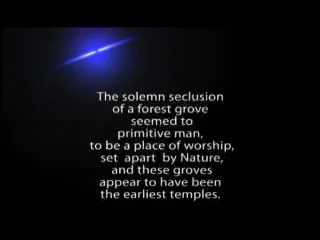 The solemn seclusion
of a forest grove
seemed to
primitive man,
to be a place of worship,
set apart by Nature,
and these groves
appear to have been
the earliest temples.